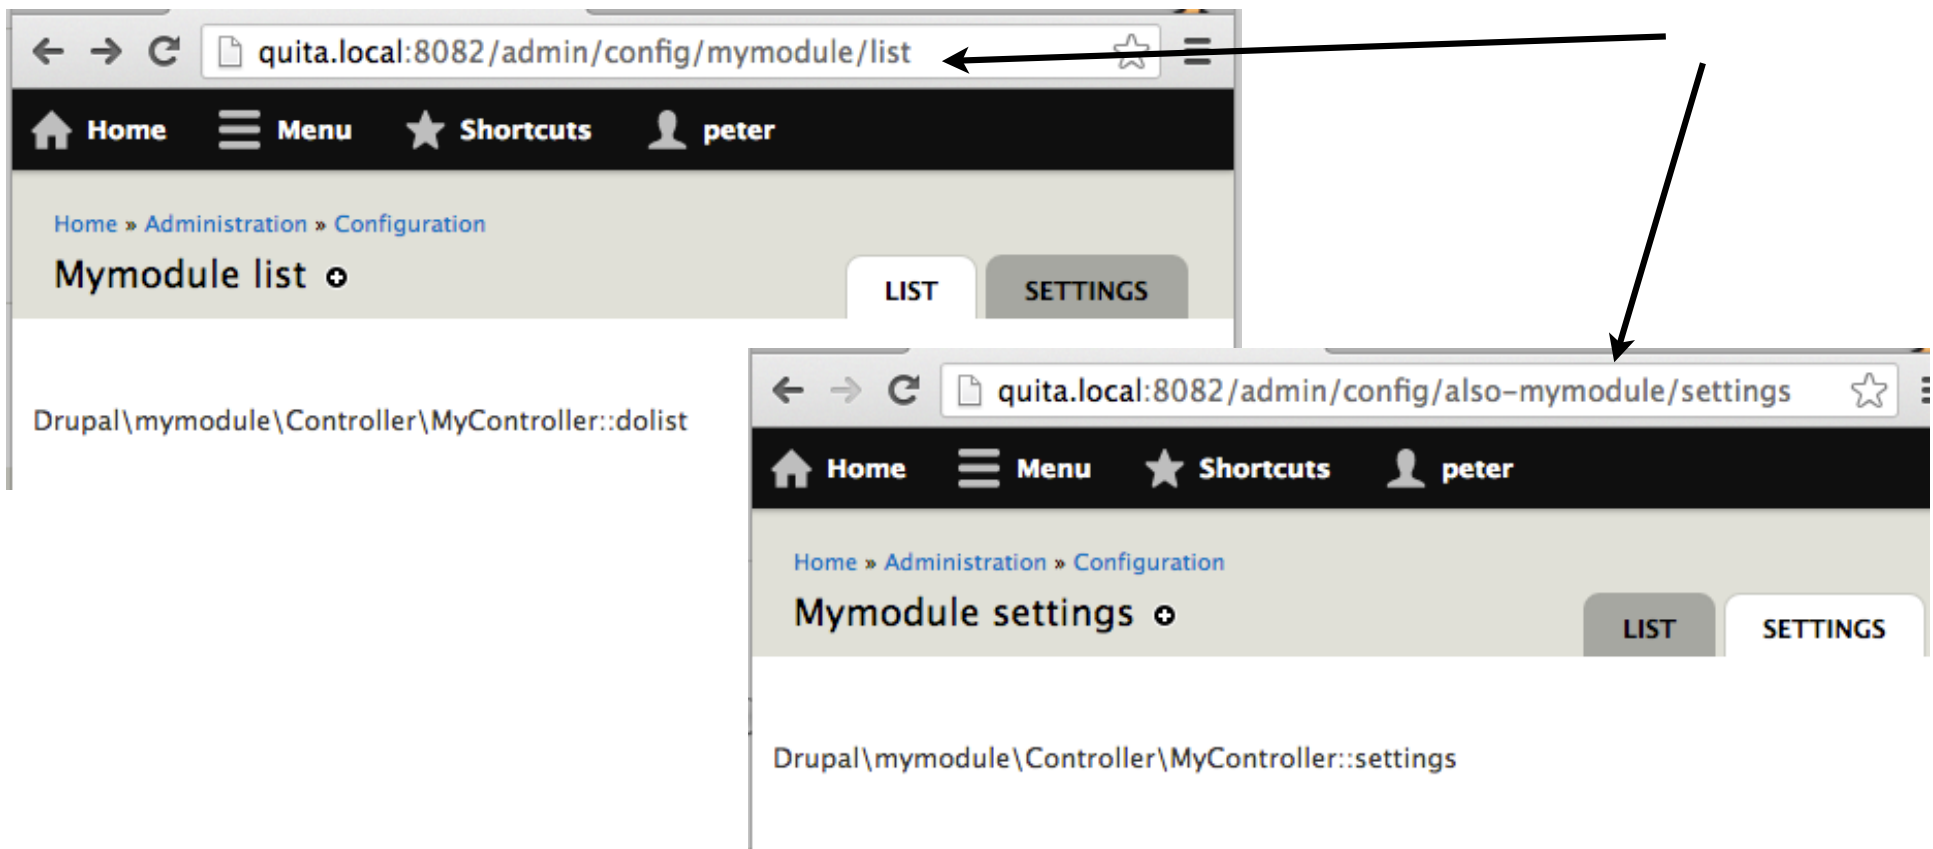 quita.local:8082/admin/config/mymodule/list
Home Menu Shortcuts peter
Home » Administration » Configuration
Mymodule list
LIST SETTINGS
Drupal\mymodule\Controller\MyController::dolist
quita.local:8082/admin/config/also-mymodule/settings
Home Menu Shortcuts peter
Home » Administration » Configuration
Mymodule settings
LIST SETTINGS
Drupal\mymodule\Controller\MyController::settings